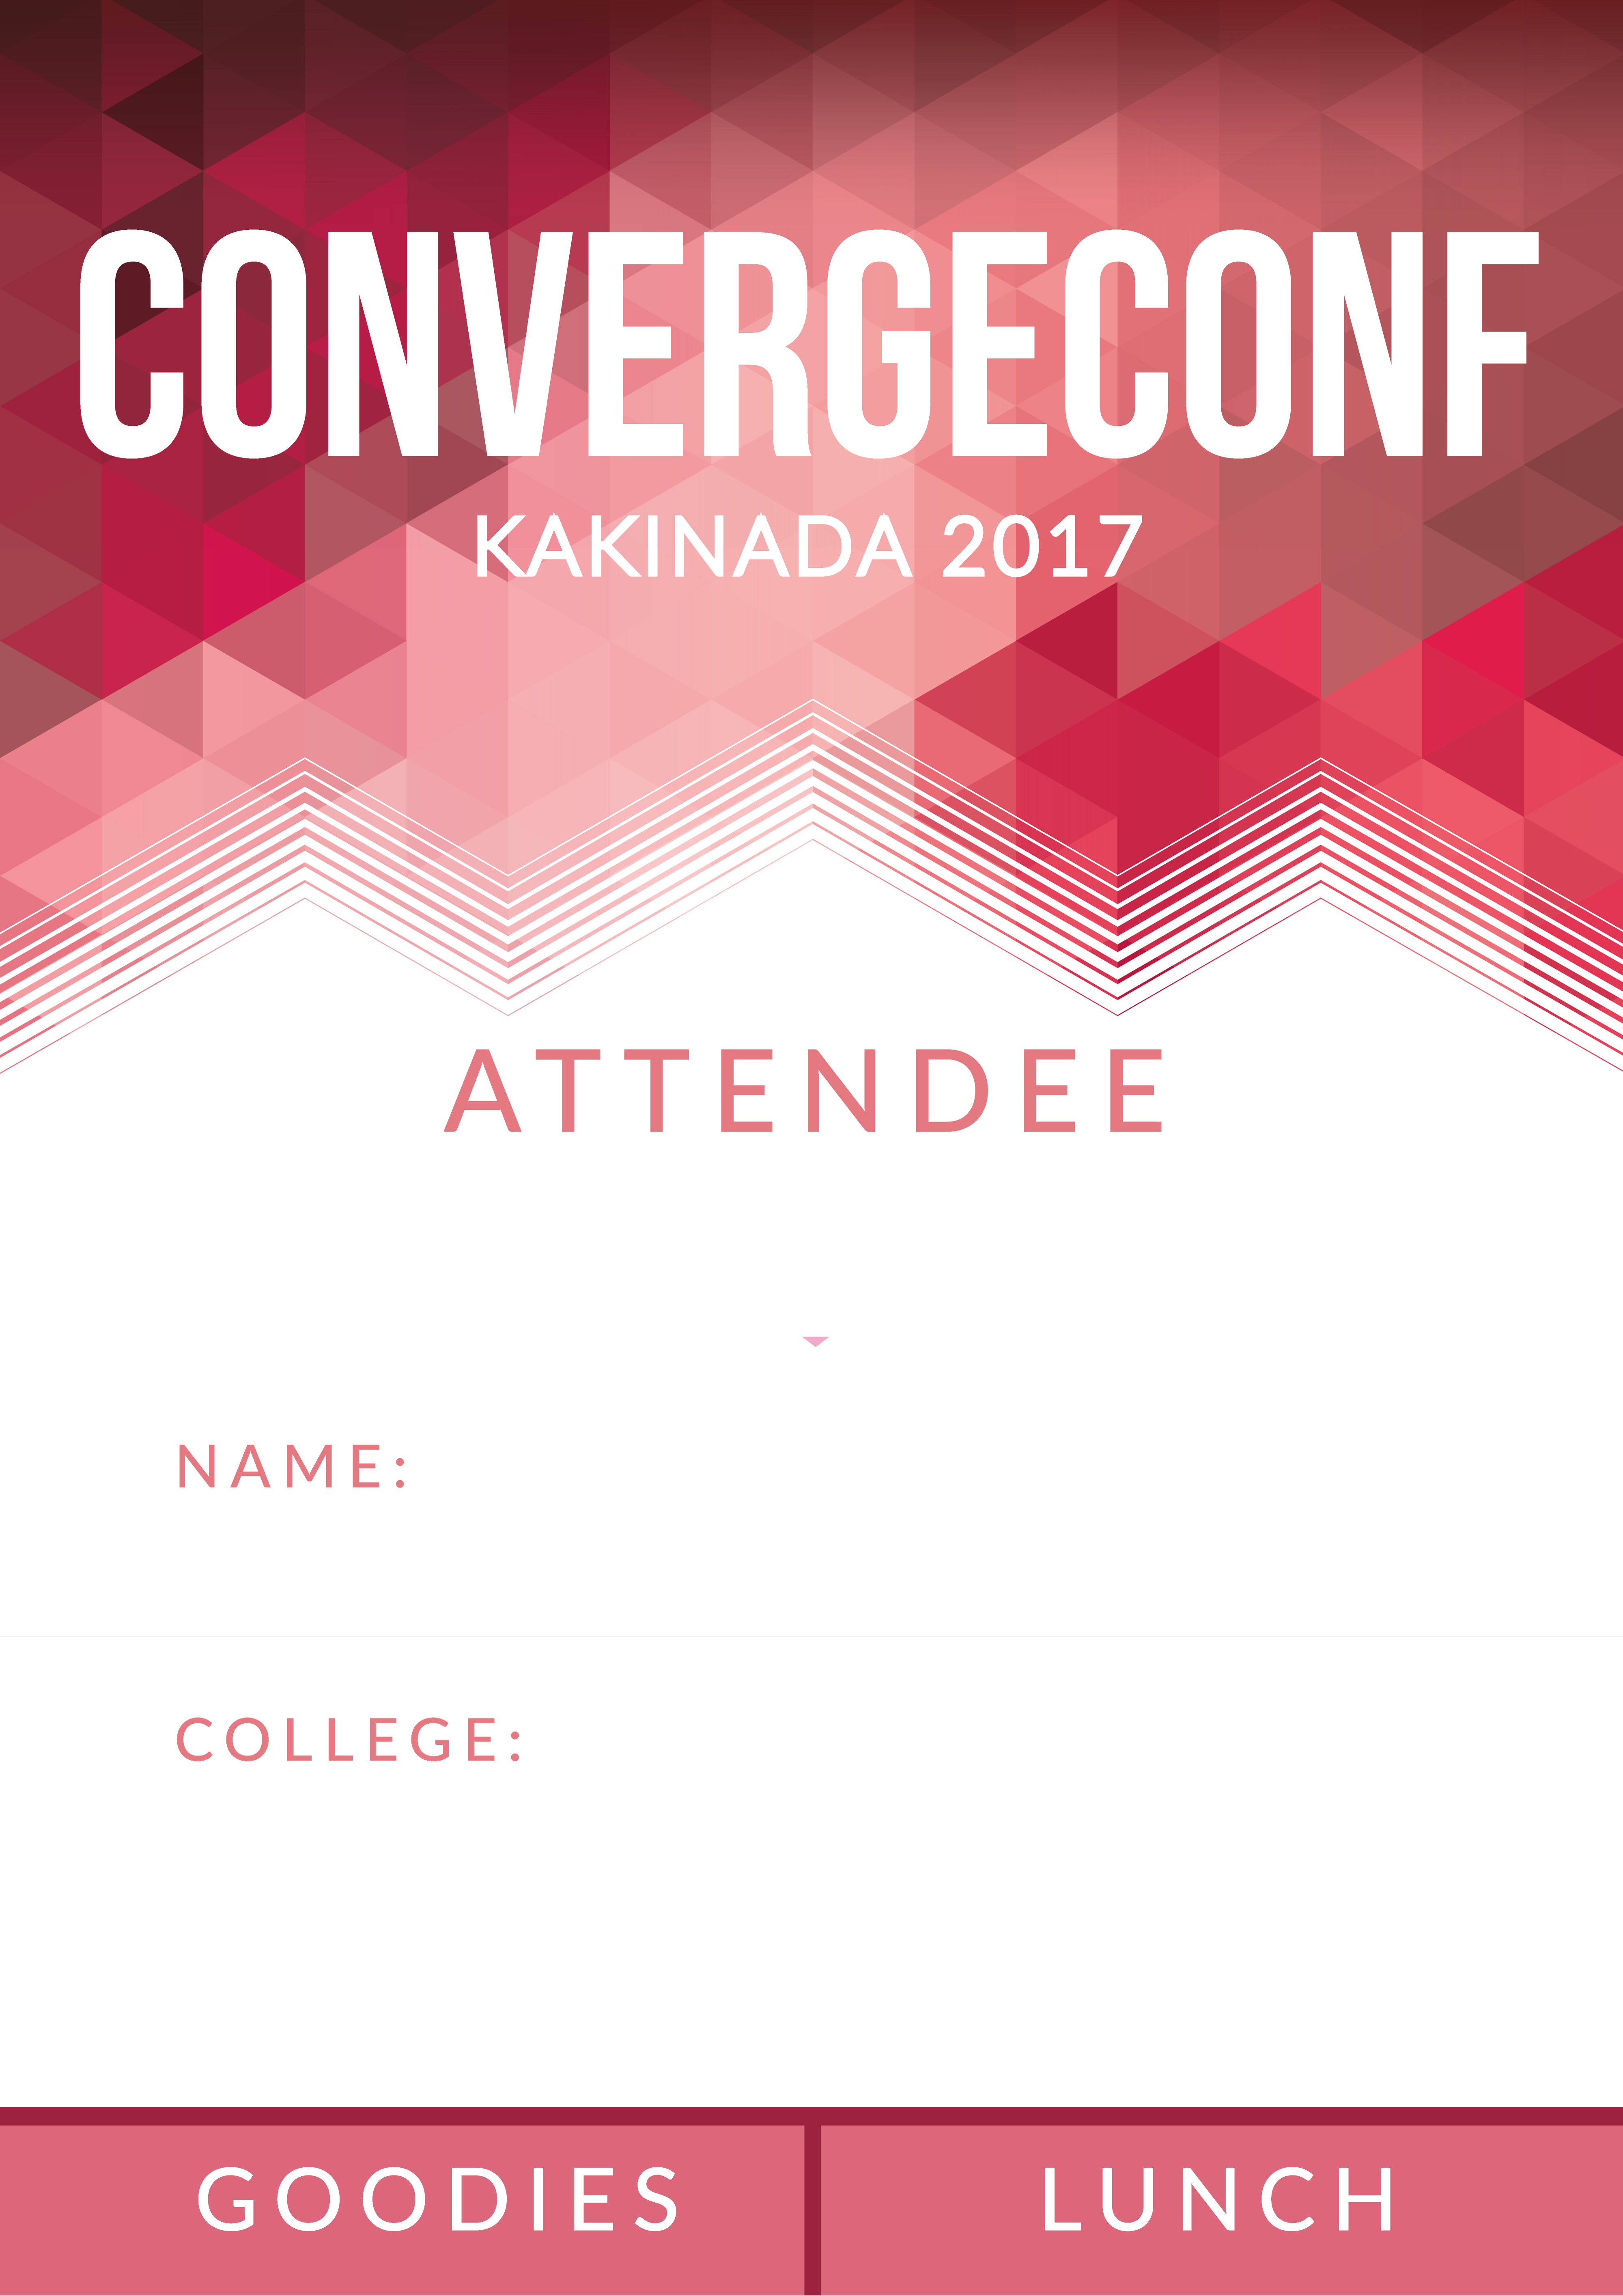 CONVERGECONF
KAKINADA 2017
ATTENDEE
NAME:
COLLEGE:
GOODIES LUNCH